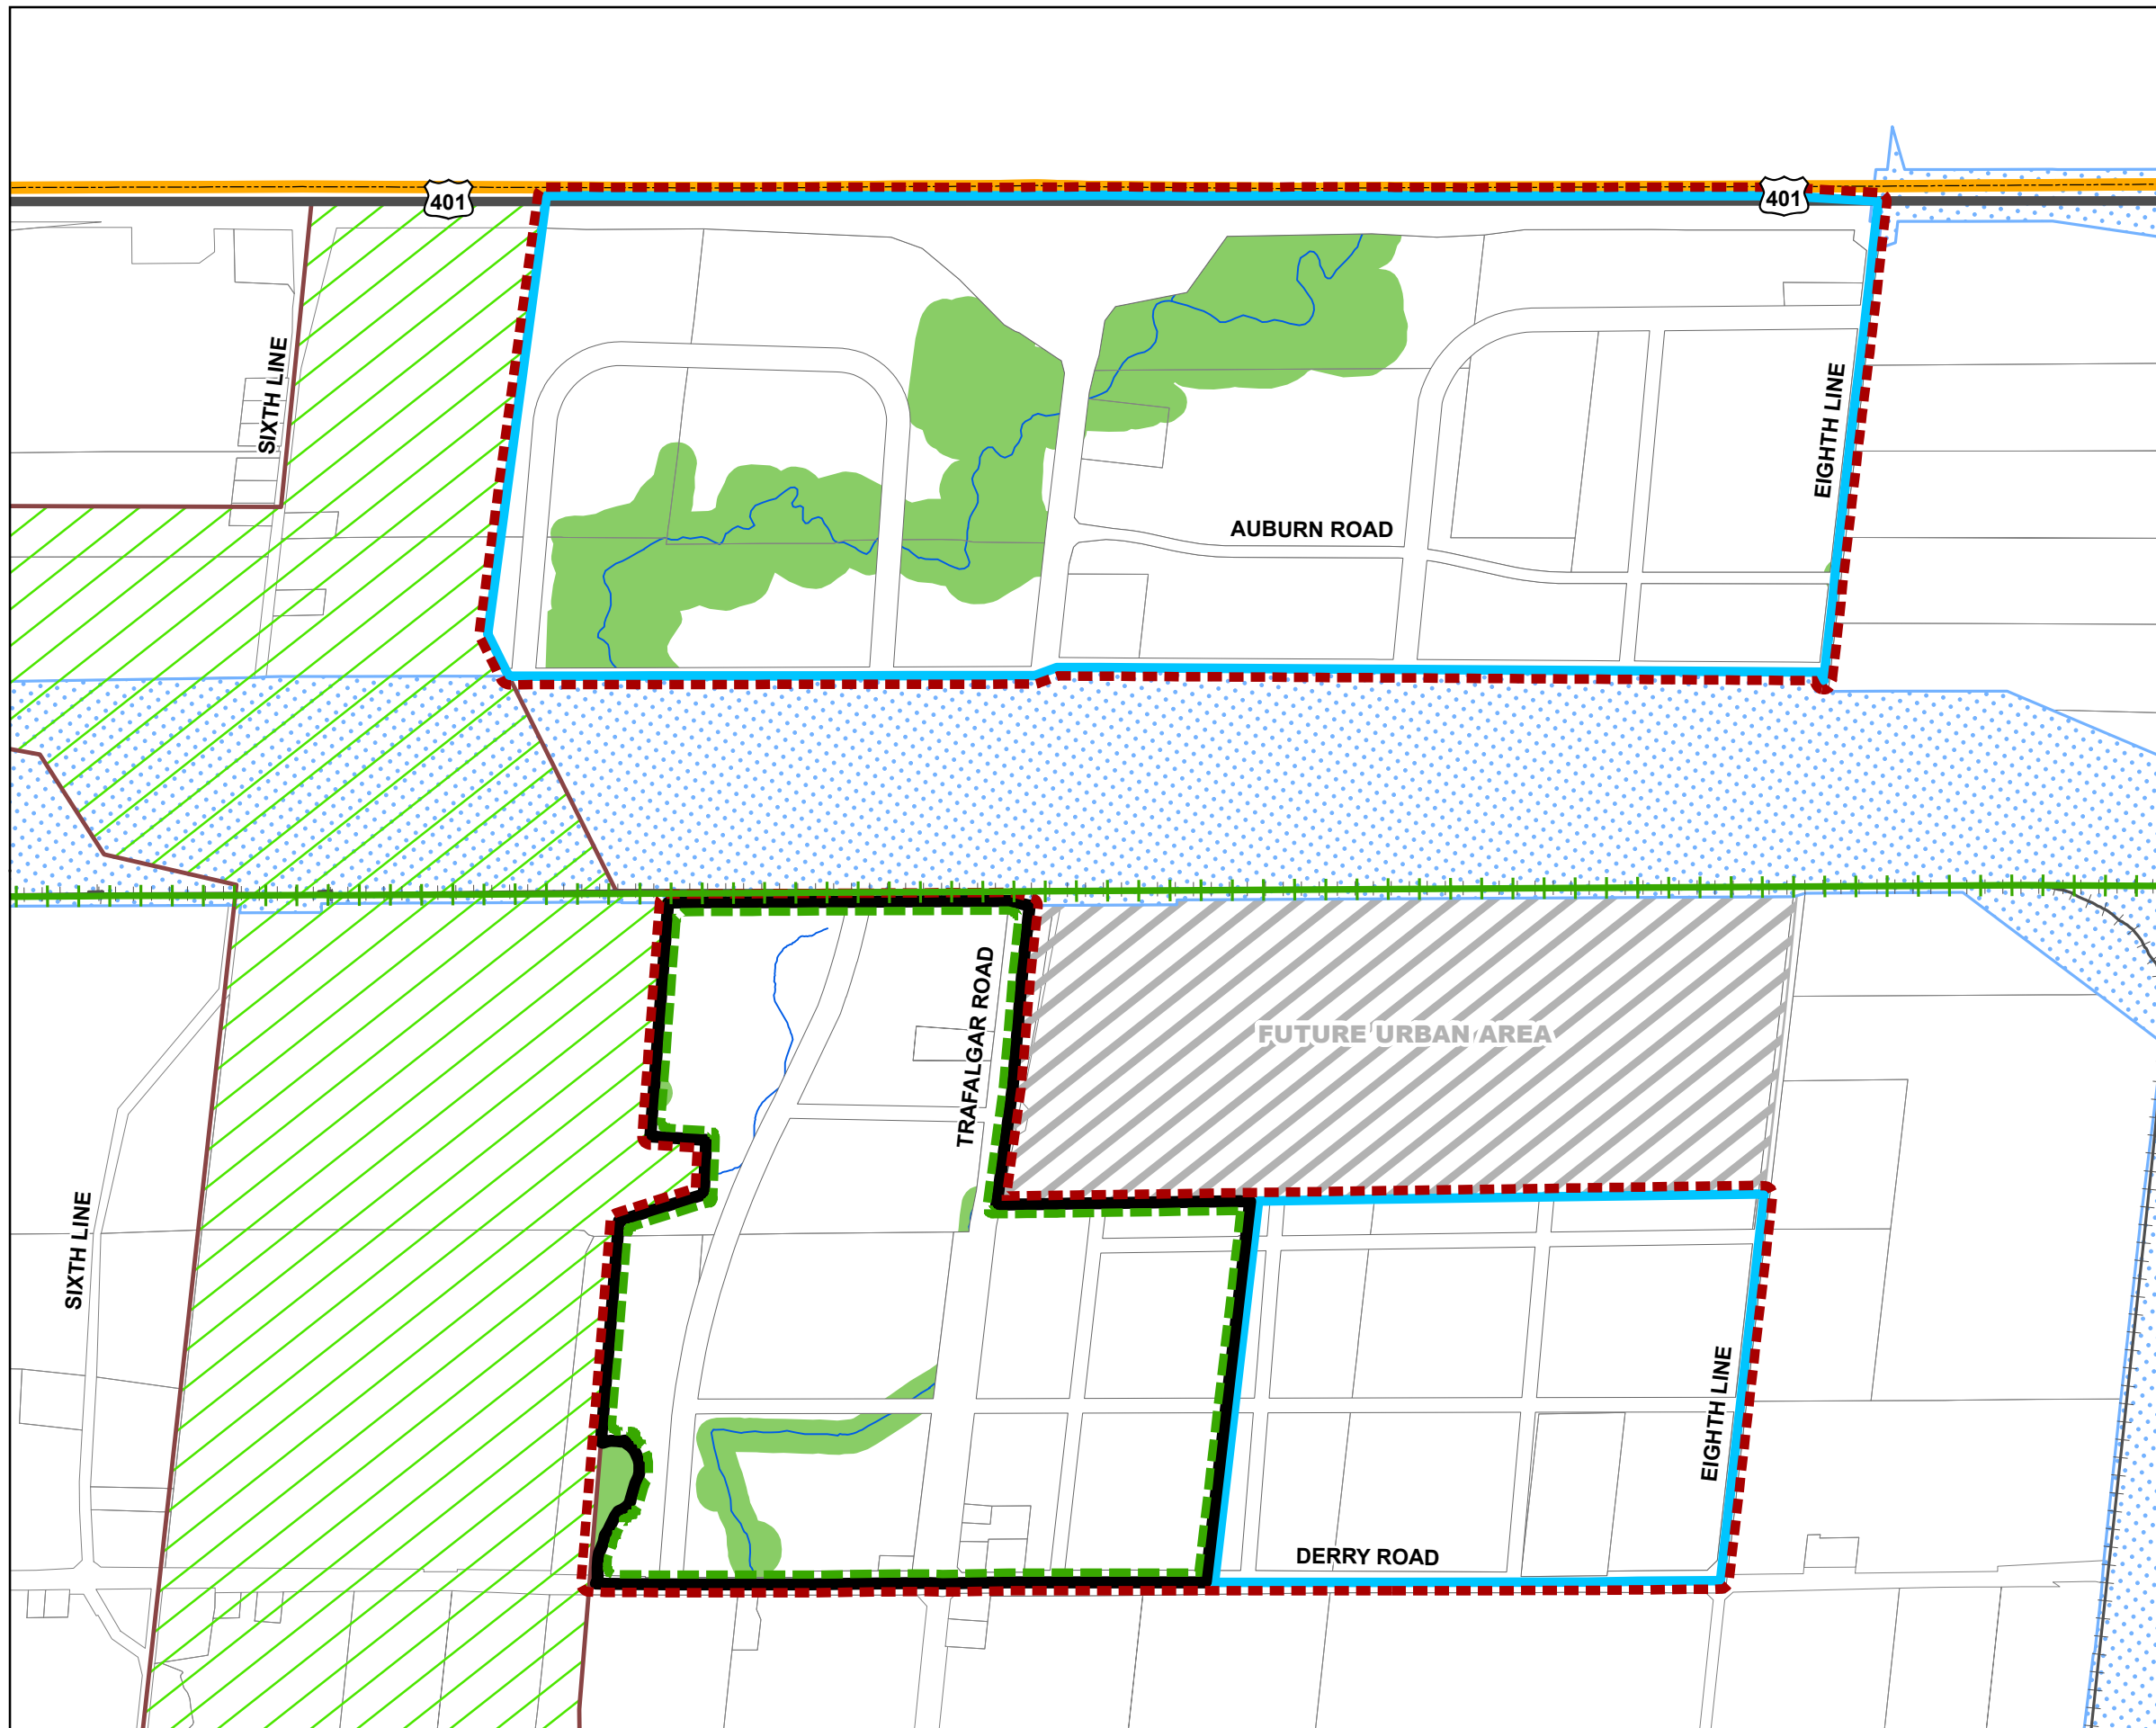 401
401
SIXTH LINE
EIGHTH LINE
AUBURN ROAD
TRAFALGAR ROAD
FUTURE URBAN AREA
SIXTH LINE
EIGHTH LINE
DERRY ROAD